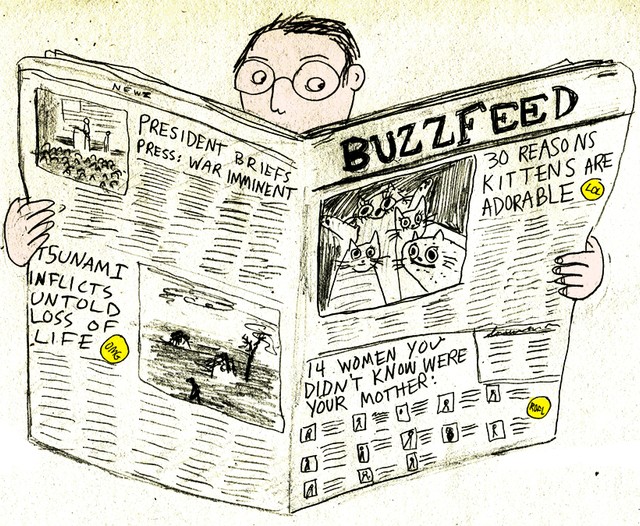 NEWS
PRESIDENT BRIEFS
PRESS: WAR IMMINENT
TSUNAMI
INFLICTS
UNTOLD
LOSS OF
LIFE
OMG
BUZZFEED
30 REASONS
KITTENS ARE
ADORABLE
LOL
14 WOMEN YOU
DIDN'T KNOW WERE
YOUR MOTHER: